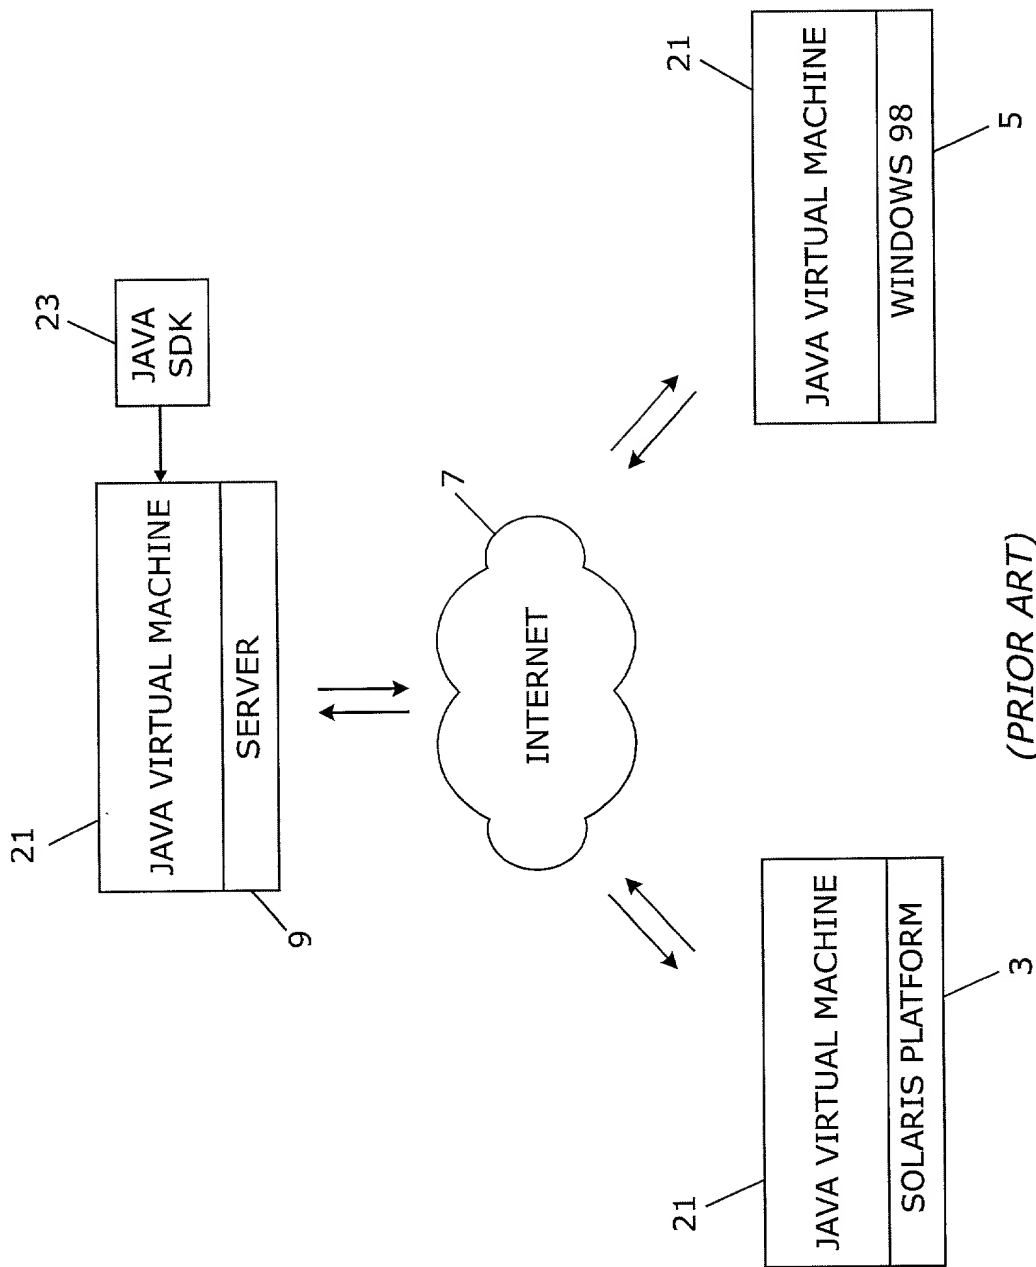 21
JAVA VIRTUAL MACHINE
SERVER
9
23
JAVA
SDK
7
INTERNET
21
JAVA VIRTUAL MACHINE
SOLARIS PLATFORM
3
21
JAVA VIRTUAL MACHINE
WINDOWS 98
5
(PRIOR ART)